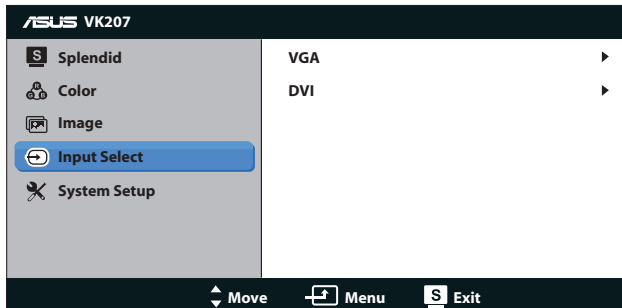 ASUS VK207
S Splendid
Color
Image
Input Select
System Setup
VGA
DVI
Move Menu S Exit